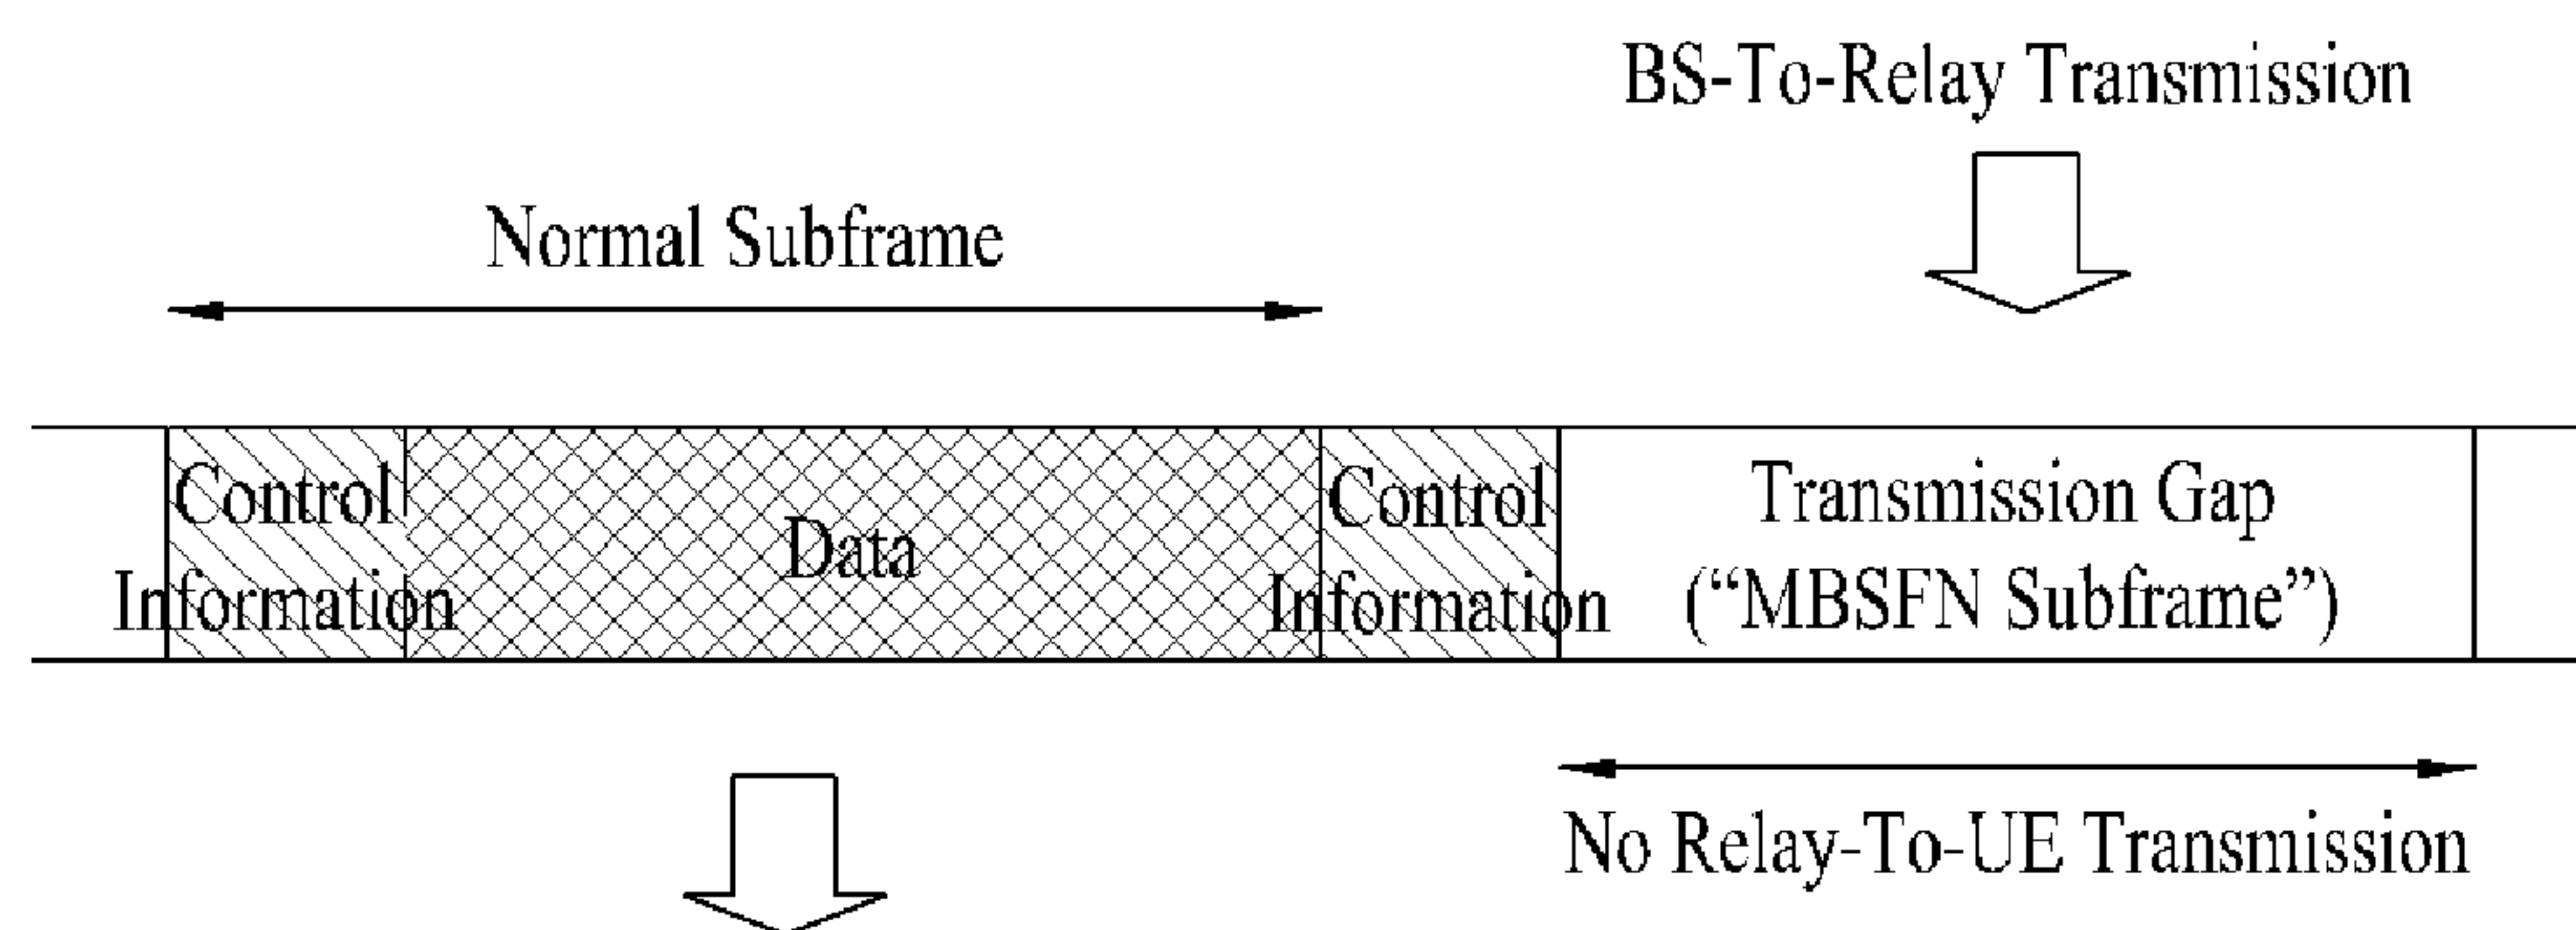 BS-To-Relay Transmission
Normal Subframe
Control
Information
Data
Control
Information
Transmission Gap
(“MBSFN Subframe”)
No Relay-To-UE Transmission